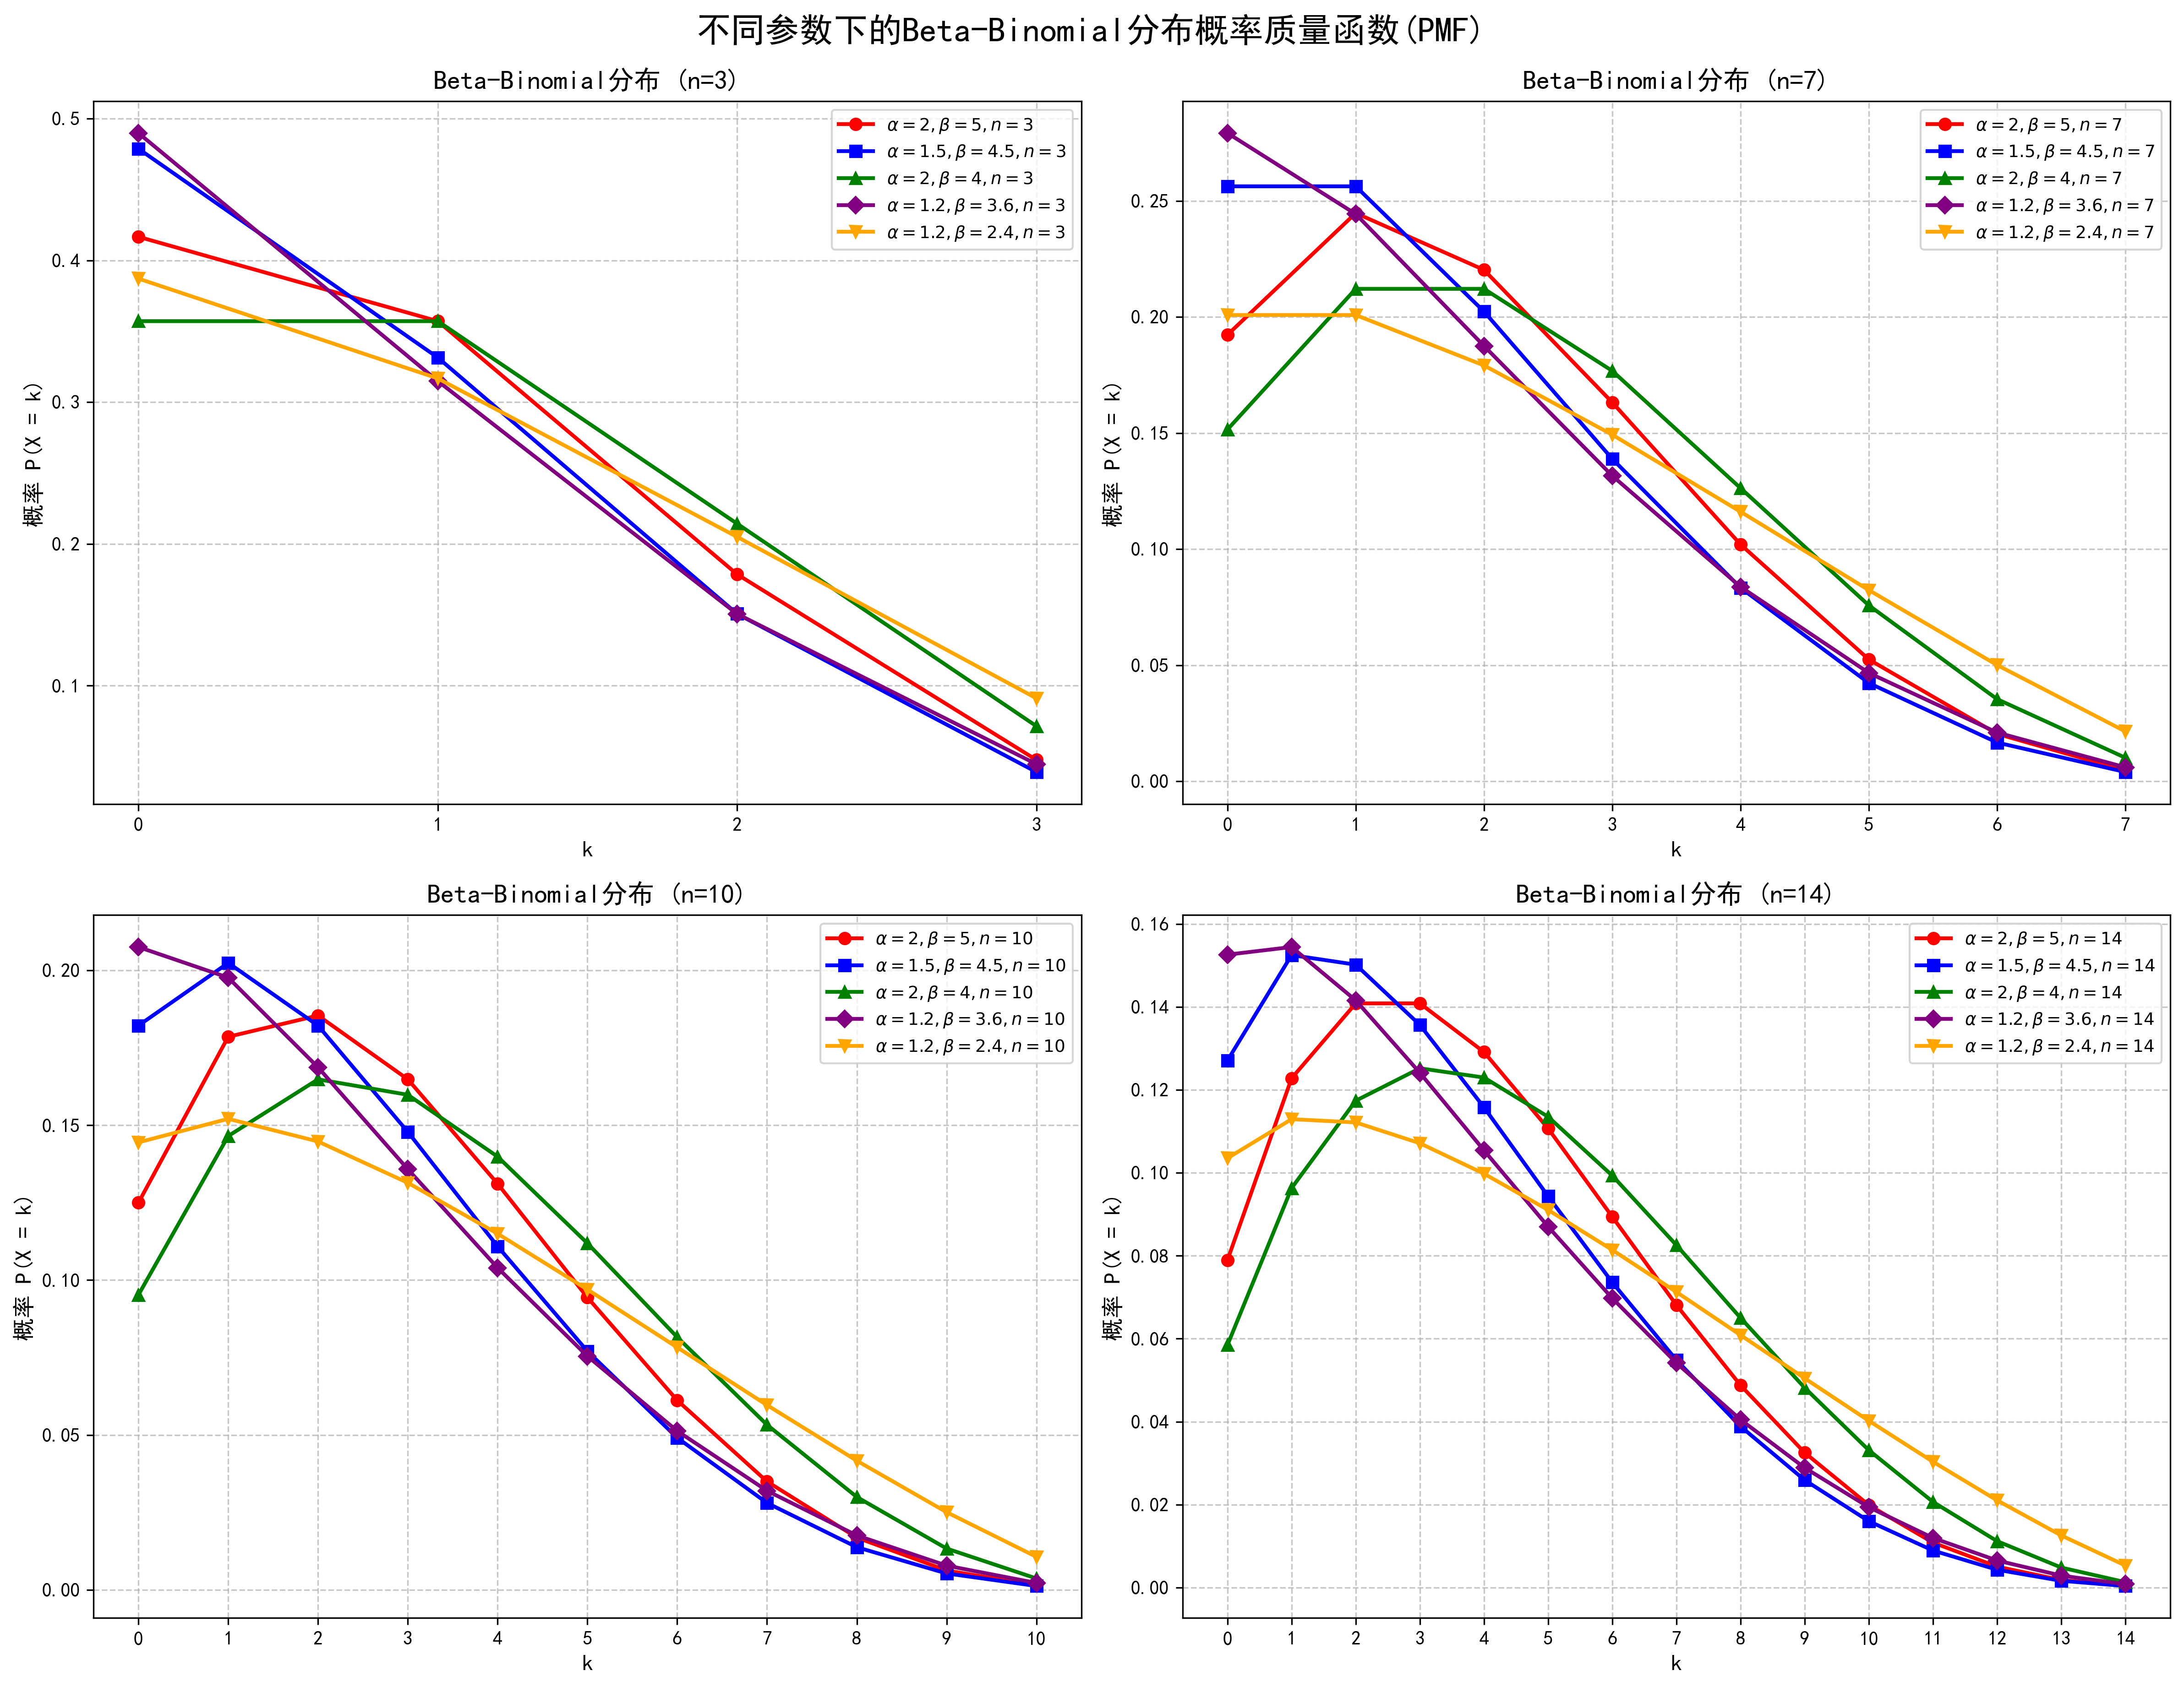 不同参数下的Beta-Binomial分布概率质量函数(PMF)
Beta-Binomial分布 (n=3)
0.5
0.4
0.3
0.2
0.1
概率 P(X = k)
0 1 2 3
k
α = 2, β = 5, n = 3
α = 1.5, β = 4.5, n = 3
α = 2, β = 4, n = 3
α = 1.2, β = 3.6, n = 3
α = 1.2, β = 2.4, n = 3
Beta-Binomial分布 (n=7)
0.25
0.20
0.15
0.10
0.05
0.00
概率 P(X = k)
0 1 2 3 4 5 6 7
k
α = 2, β = 5, n = 7
α = 1.5, β = 4.5, n = 7
α = 2, β = 4, n = 7
α = 1.2, β = 3.6, n = 7
α = 1.2, β = 2.4, n = 7
Beta-Binomial分布 (n=10)
0.20
0.15
0.10
0.05
0.00
概率 P(X = k)
0 1 2 3 4 5 6 7 8 9 10
k
α = 2, β = 5, n = 10
α = 1.5, β = 4.5, n = 10
α = 2, β = 4, n = 10
α = 1.2, β = 3.6, n = 10
α = 1.2, β = 2.4, n = 10
Beta-Binomial分布 (n=14)
0.16
0.14
0.12
0.10
0.08
0.06
0.04
0.02
0.00
概率 P(X = k)
0 1 2 3 4 5 6 7 8 9 10 11 12 13 14
k
α = 2, β = 5, n = 14
α = 1.5, β = 4.5, n = 14
α = 2, β = 4, n = 14
α = 1.2, β = 3.6, n = 14
α = 1.2, β = 2.4, n = 14